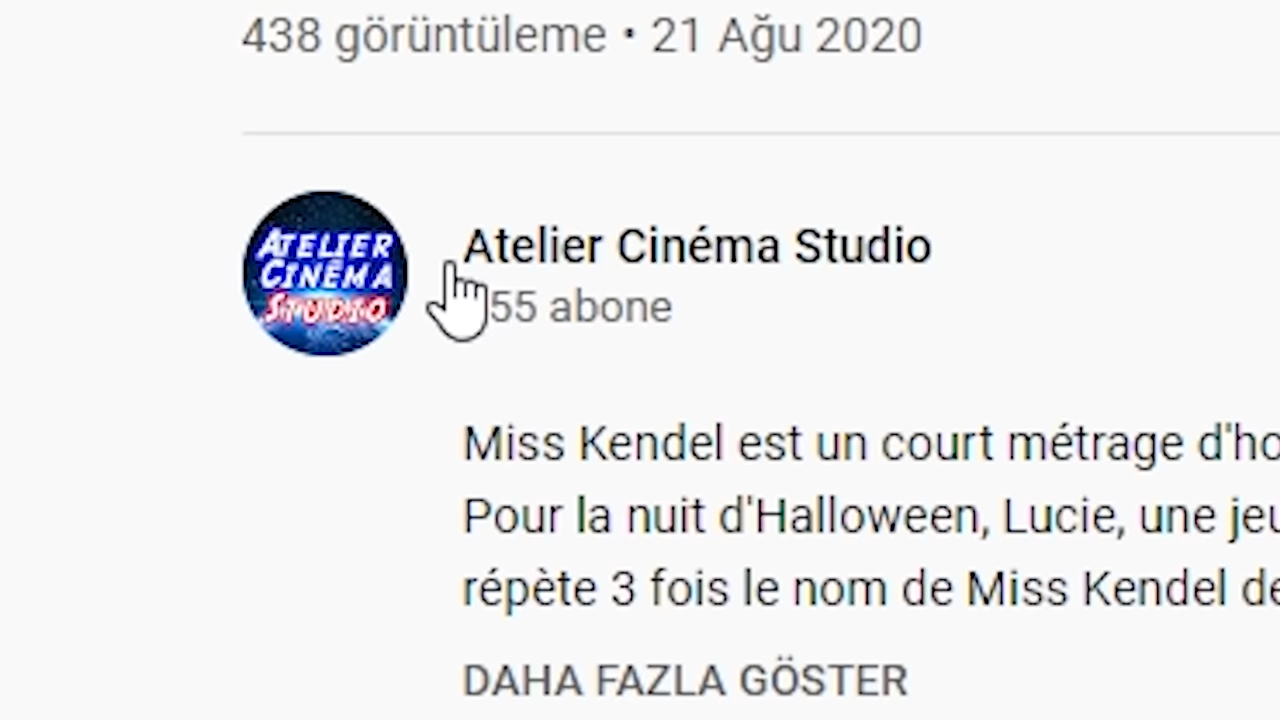 438 görüntüleme • 21 Ağu 2020
ATELIER
CINÉMA
STUDIO
Atelier Cinéma Studio
55 abone
Miss Kendel est un court métrage d'ho
Pour la nuit d'Halloween, Lucie, une jeu
répète 3 fois le nom de Miss Kendel de
DAHA FAZLA GÖSTER